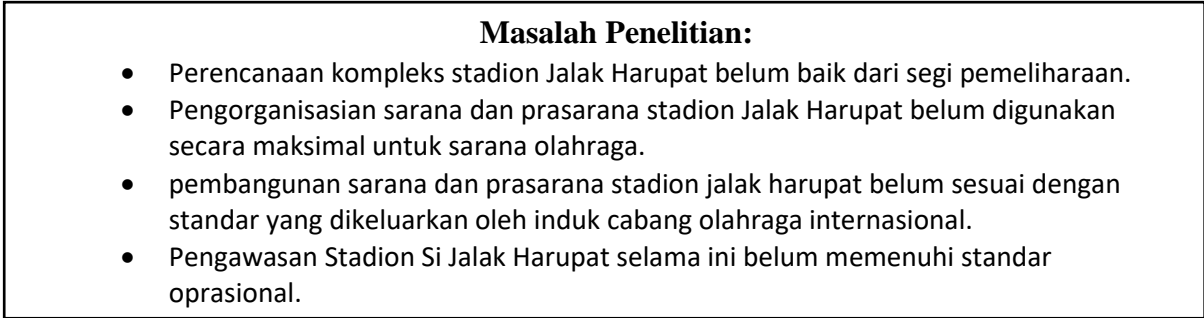 Masalah Penelitian:
• Perencanaan kompleks stadion Jalak Harupat belum baik dari segi pemeliharaan.
• Pengorganisasian sarana dan prasarana stadion Jalak Harupat belum digunakan
secara maksimal untuk sarana olahraga.
• pembangunan sarana dan prasarana stadion jalak harupat belum sesuai dengan
standar yang dikeluarkan oleh induk cabang olahraga internasional.
• Pengawasan Stadion Si Jalak Harupat selama ini belum memenuhi standar
oprasional.